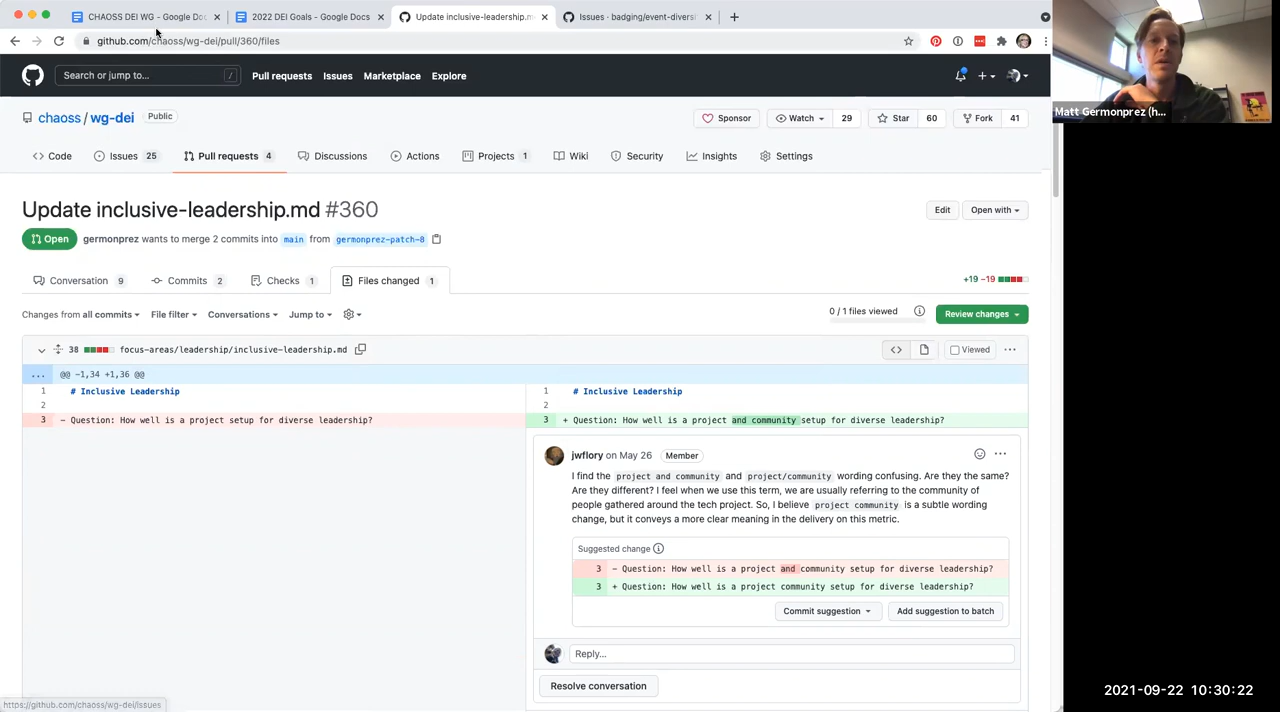 CHAOSS DEI WG - Google Doc
2022 DEI Goals - Google Docs
Update inclusive-leadership.m
Issues · badging/event-diversi
github.com/chaoss/wg-dei/pull/360/files
Search or jump to...
/
Pull requests
Issues
Marketplace
Explore
Matt Germonprez (h...
chaoss / wg-dei
Public
Sponsor
Watch
29
Star
60
Fork
41
Code
Issues 25
Pull requests 4
Discussions
Actions
Projects 1
Wiki
Security
Insights
Settings
Update inclusive-leadership.md #360
Edit
Open with
Open
germonprez wants to merge 2 commits into main from germonprez-patch-8
Conversation 9
Commits 2
Checks 1
Files changed 1
+19 −19
Changes from all commits
File filter
Conversations
Jump to
0 / 1 files viewed
Review changes
38
focus-areas/leadership/inclusive-leadership.md
Viewed
...
@@ -1,34 +1,36 @@
1 # Inclusive Leadership
1 # Inclusive Leadership
2
2
3 - Question: How well is a project setup for diverse leadership?
3 + Question: How well is a project and community setup for diverse leadership?
jwflory on May 26 Member
I find the project and community and project/community wording confusing. Are they the same?
Are they different? I feel when we use this term, we are usually referring to the community of
people gathered around the tech project. So, I believe project community is a subtle wording
change, but it conveys a more clear meaning in the delivery on this metric.
Suggested change
3 - Question: How well is a project and community setup for diverse leadership?
3 + Question: How well is a project community setup for diverse leadership?
Commit suggestion
Add suggestion to batch
Reply...
Resolve conversation
https://github.com/chaoss/wg-dei/issues
2021-09-22 10:30:22